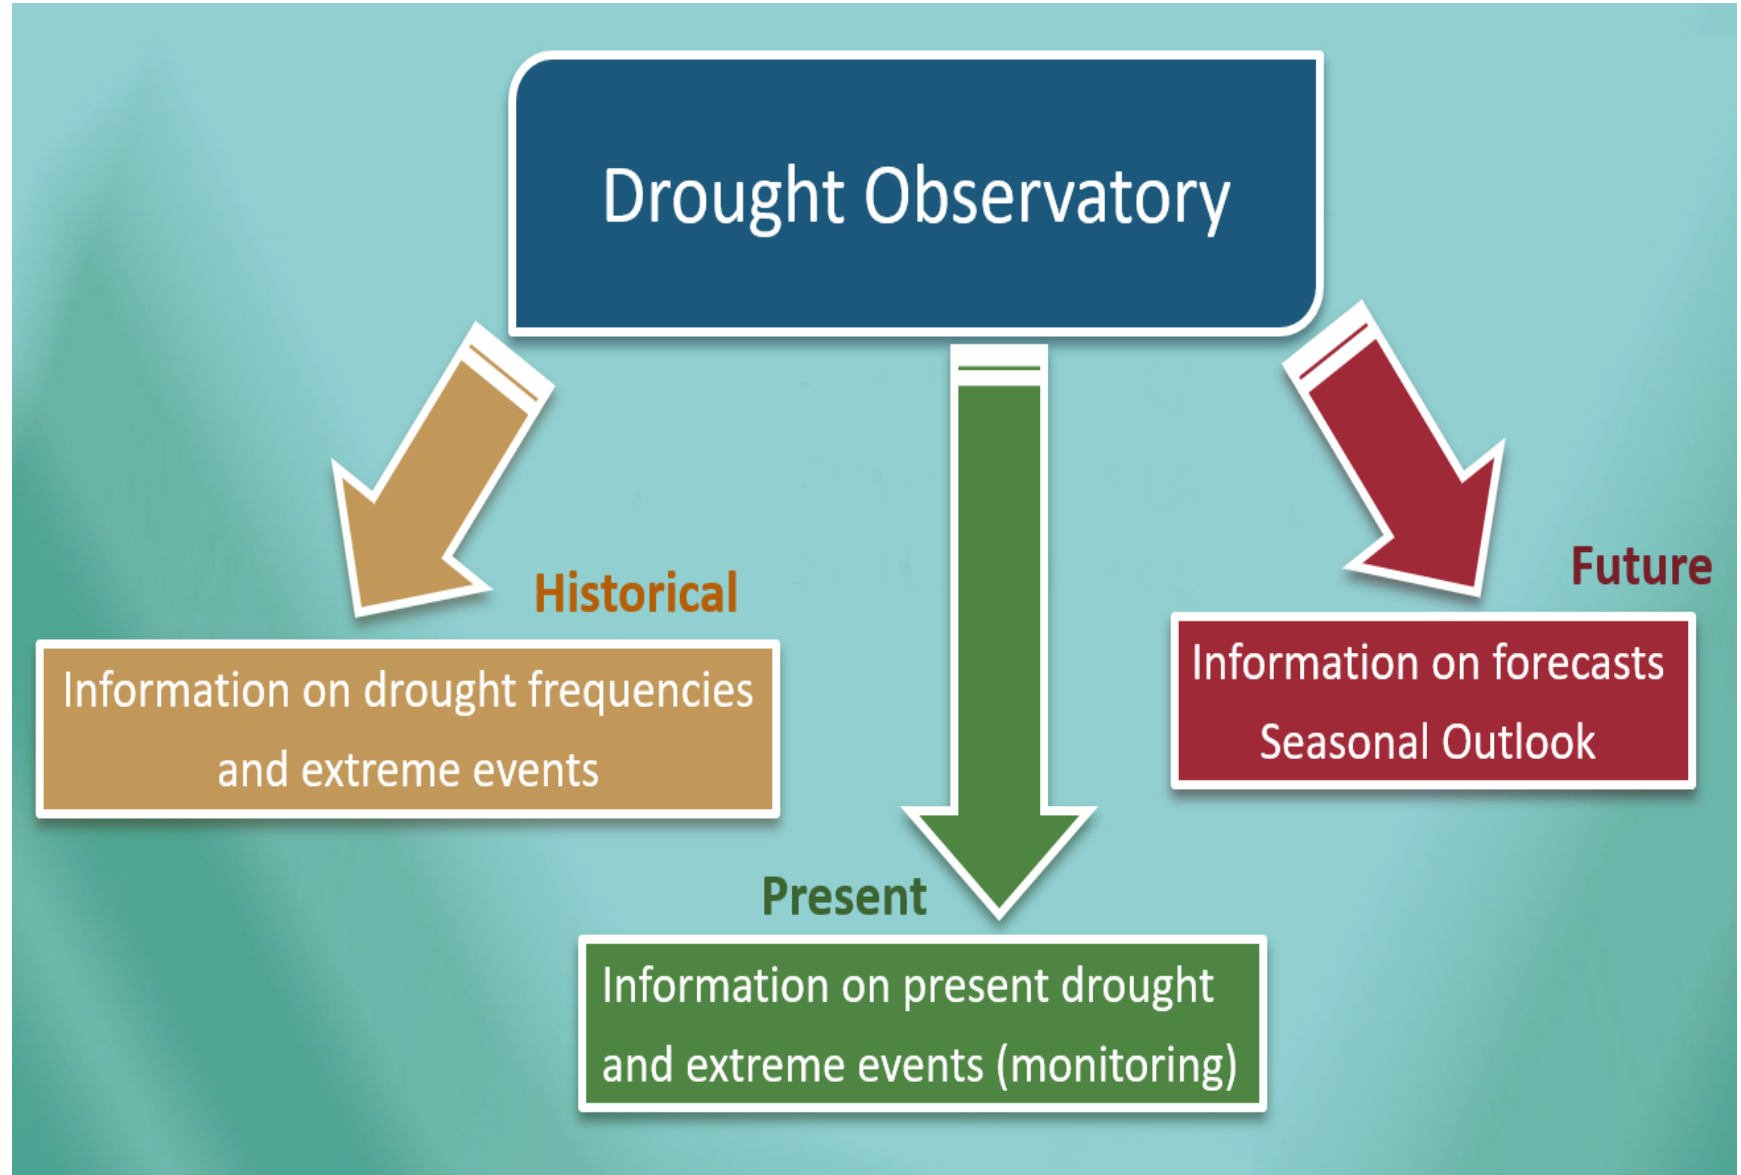 Drought Observatory
Historical
Information on drought frequencies
and extreme events
Present
Information on present drought
and extreme events (monitoring)
Future
Information on forecasts
Seasonal Outlook